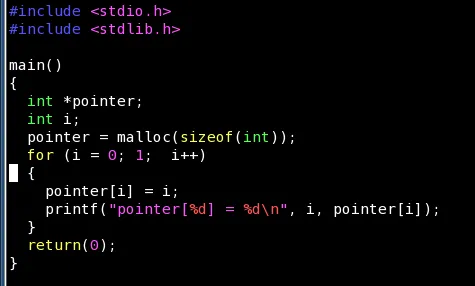 #include <stdio.h>
#include <stdlib.h>

main()
{
  int *pointer;
  int i;
  pointer = malloc(sizeof(int));
  for (i = 0; 1;  i++)
  {
    pointer[i] = i;
    printf("pointer[%d] = %d\n", i, pointer[i]);
  }
  return(0);
}